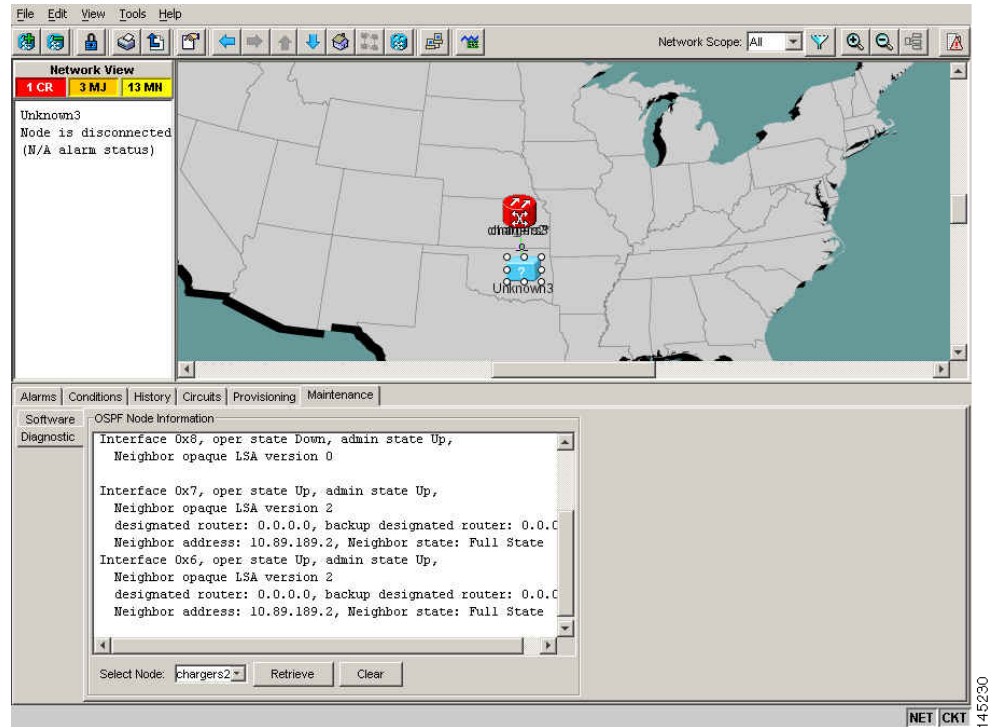 File Edit View Tools Help
Network Scope: All
Network View
1 CR 3 MJ 13 MN
Unknown3
Node is disconnected
(N/A alarm status)
?
Unknown3
Alarms Conditions History Circuits Provisioning Maintenance
Software
Diagnostic
OSPF Node Information
Interface 0x8, oper state Down, admin state Up,
Neighbor opaque LSA version 0
Interface 0x7, oper state Up, admin state Up,
Neighbor opaque LSA version 2
designated router: 0.0.0.0, backup designated router: 0.0.0
Neighbor address: 10.89.189.2, Neighbor state: Full State
Interface 0x6, oper state Up, admin state Up,
Neighbor opaque LSA version 2
designated router: 0.0.0.0, backup designated router: 0.0.0
Neighbor address: 10.89.189.2, Neighbor state: Full State
Select Node: chargers2 Retrieve Clear
NET CKT
145230